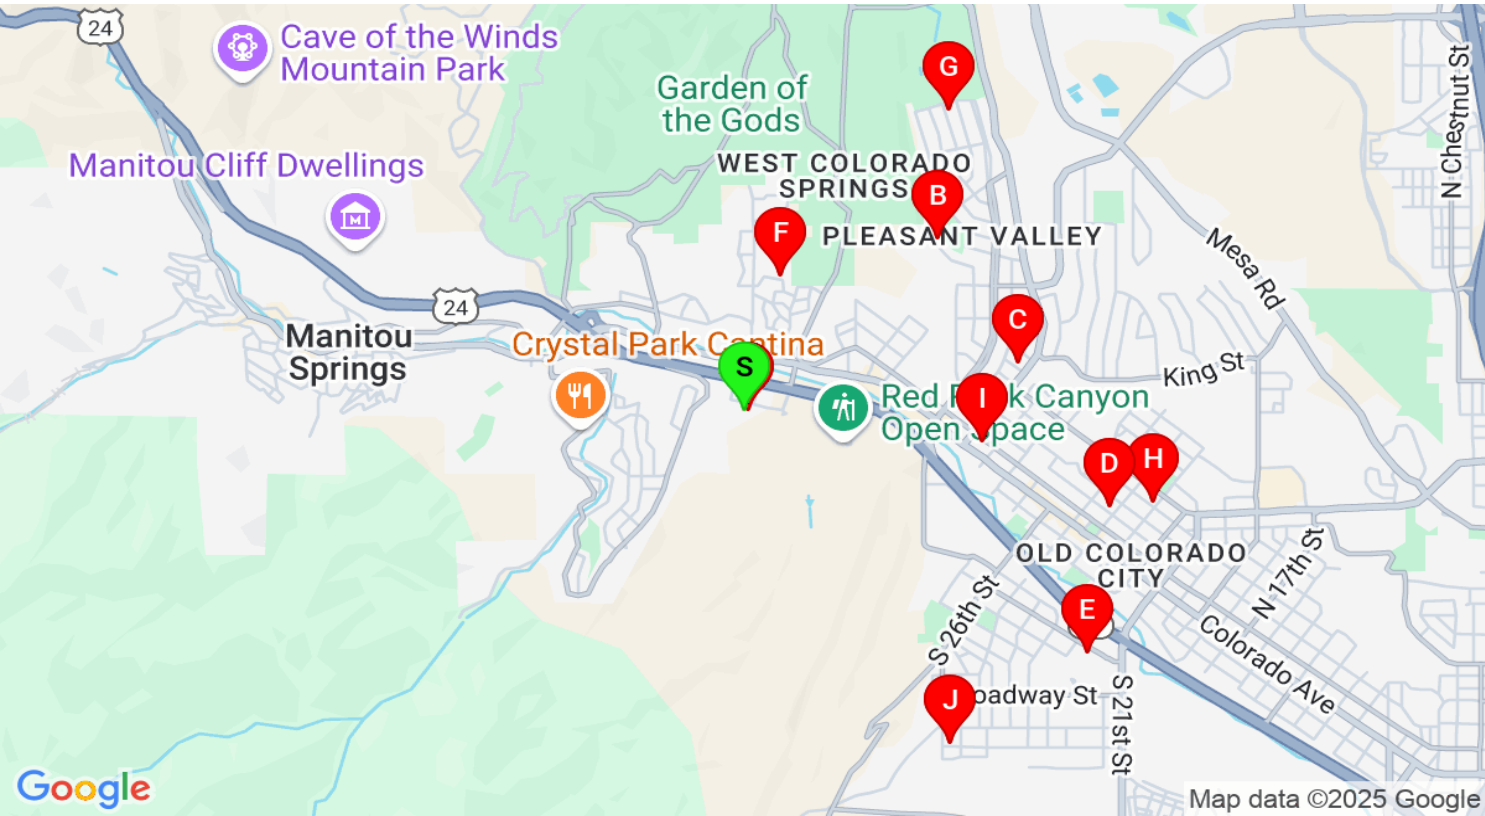 24
Cave of the Winds
Mountain Park
G
Garden of
the Gods
N Chestnut St
Manitou Cliff Dwellings
WEST COLORADO
SPRINGS
B
F
PLEASANT VALLEY
Mesa Rd
24
Manitou
Springs
C
Crystal Park Cantina
S
King St
Red Rock Canyon
Open Space
I
D
H
OLD COLORADO
CITY
N 17th St
E
S 26th St
Colorado Ave
J
oadway St
S 21st St
Google
Map data ©2025 Google